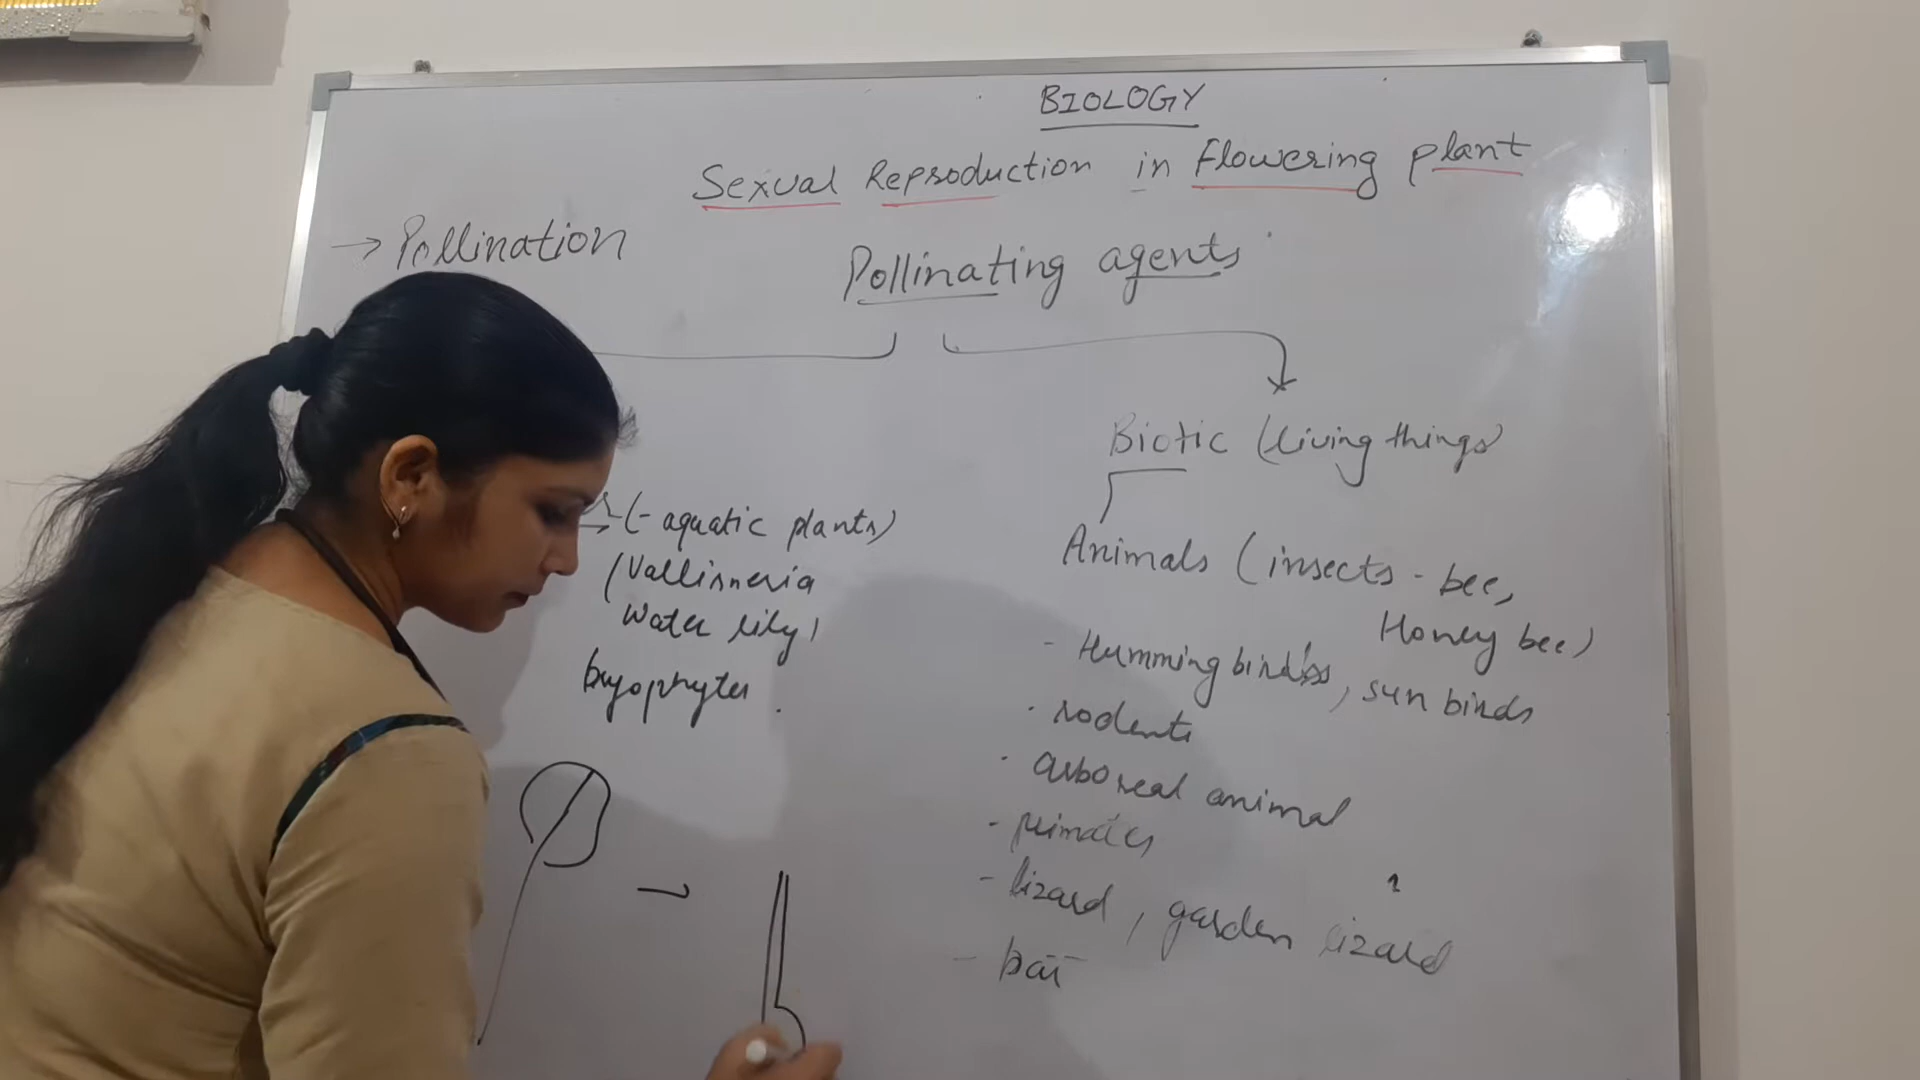 BIOLOGY
Sexual Reproduction in flowering plant
→ Pollination
Pollinating agents
Biotic (living things)
(- aquatic plants)
(Vallisneria
Water lily)
bryophytes.
Animals (insects - bee,
Honey bee)
- Humming birds, sun birds
· rodents
· arboreal animal
- primates
- lizard, garden lizard
- bat